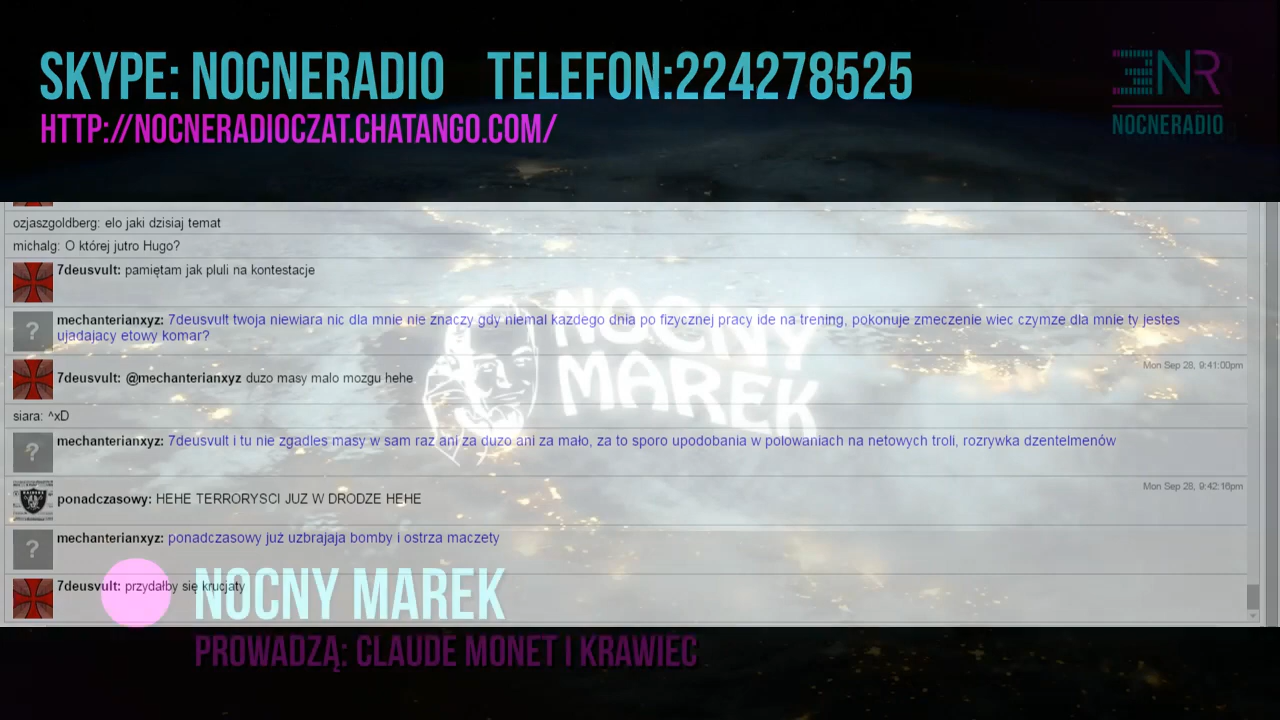 SKYPE: NOCNERADIO TELEFON:224278525
HTTP://NOCNERADIOCZAT.CHATANGO.COM/
ENR
NOCNERADIO
ozjaszgoldberg: elo jaki dzisiaj temat
michalg: O której jutro Hugo?
7deusvult: pamiętam jak pluli na kontestacje
mechanterianxyz: 7deusvult twoja niewiara nic dla mnie nie znaczy gdy niemal kazdego dnia po fizycznej pracy ide na trening, pokonuje zmeczenie wiec czymze dla mnie ty jestes
ujadajacy etowy komar?
Mon Sep 28, 9:41:00pm
7deusvult: @mechanterianxyz duzo masy malo mozgu hehe
siara: ^xD
mechanterianxyz: 7deusvult i tu nie zgadles masy w sam raz ani za duzo ani za mało, za to sporo upodobania w polowaniach na netowych troli, rozrywka dzentelmenów
Mon Sep 28, 9:42:16pm
ponadczasowy: HEHE TERRORYSCI JUZ W DRODZE HEHE
mechanterianxyz: ponadczasowy już uzbrajaja bomby i ostrza maczety
7deusvult: przydałby się krucjaty
NOCNY
MAREK
NOCNY MAREK
PROWADZĄ: CLAUDE MONET I KRAWIEC